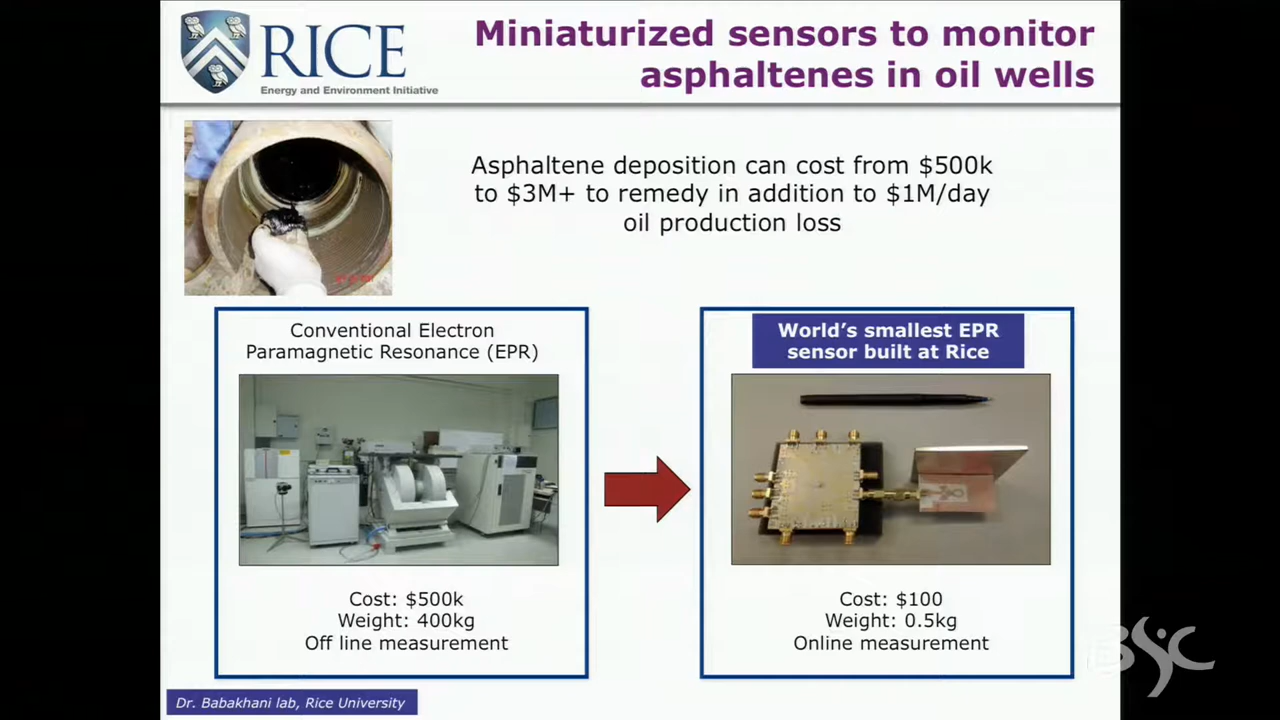 RICE
Energy and Environment Initiative
Miniaturized sensors to monitor
asphaltenes in oil wells
Asphaltene deposition can cost from $500k
to $3M+ to remedy in addition to $1M/day
oil production loss
Conventional Electron
Paramagnetic Resonance (EPR)
Cost: $500k
Weight: 400kg
Off line measurement
World's smallest EPR
sensor built at Rice
Cost: $100
Weight: 0.5kg
Online measurement
Dr. Babakhani lab, Rice University
BSC